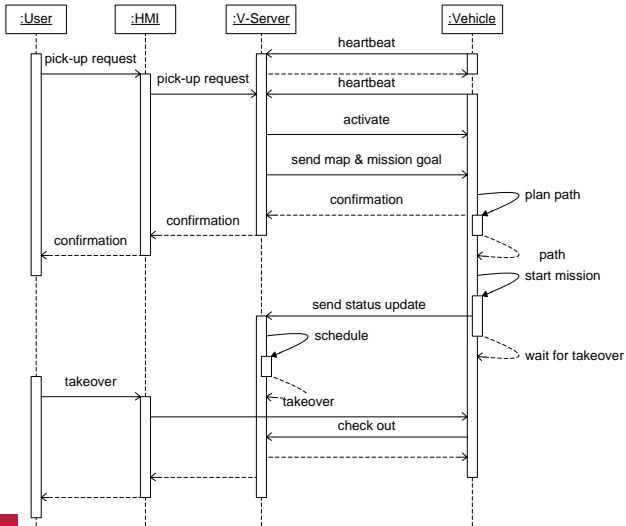 :User
:HMI
:V-Server
:Vehicle
heartbeat
pick-up request
pick-up request
heartbeat
activate
send map & mission goal
plan path
confirmation
confirmation
confirmation
path
start mission
send status update
schedule
wait for takeover
takeover
takeover
check out